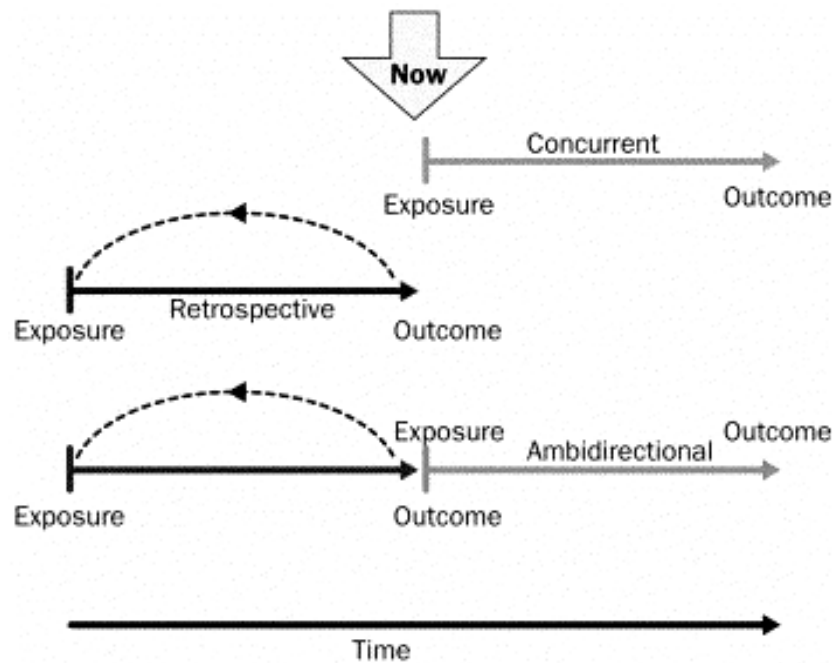 Now
Concurrent
Exposure
Outcome
Retrospective
Exposure
Outcome
Exposure
Outcome
Ambidirectional
Exposure
Outcome
Time